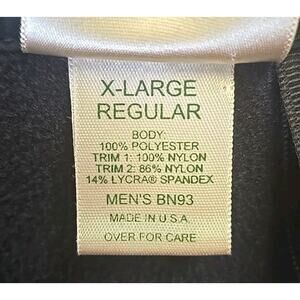 X-LARGE
REGULAR
BODY:
100% POLYESTER
TRIM 1: 100% NYLON
TRIM 2: 86% NYLON
14% LYCRA® SPANDEX
MEN'S BN93
MADE IN U.S.A.
OVER FOR CARE